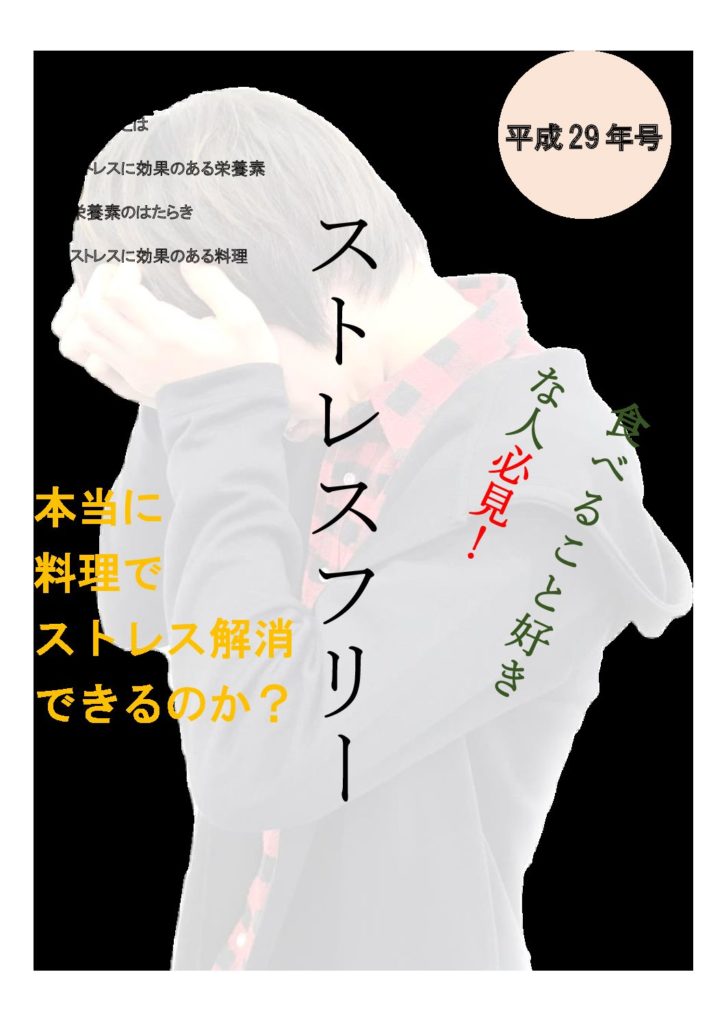 平成29年号
とは
トレスに効果のある栄養素
栄養素のはたらき
ストレスに効果のある料理
ストレスフリー
食べること好き
な人必見！
本当に
料理で
ストレス解消
できるのか？